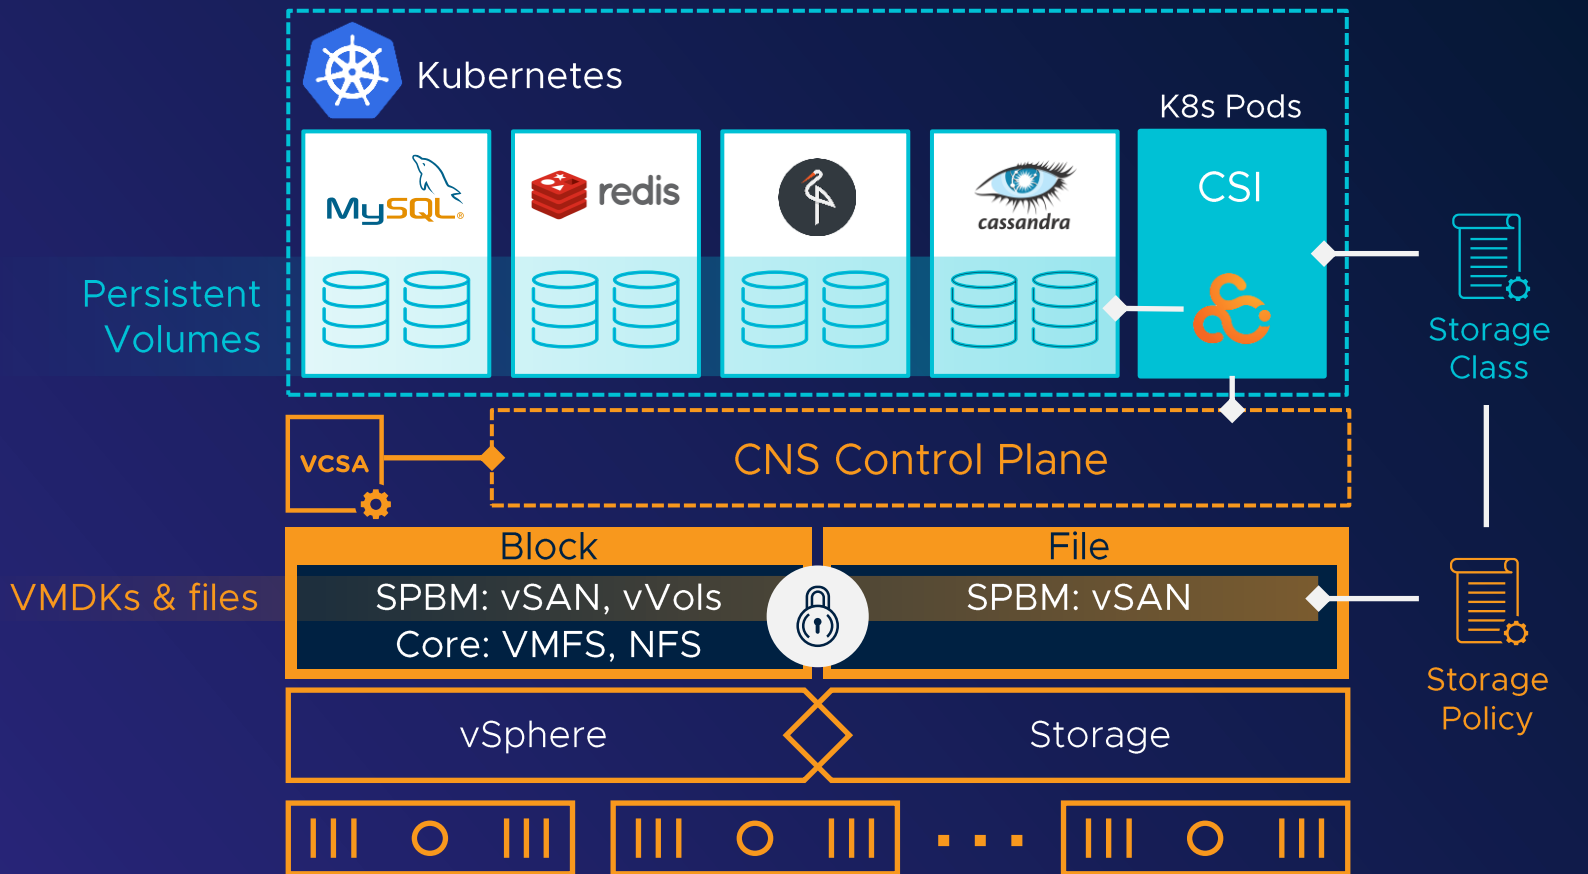 Kubernetes
K8s Pods
MySQL®
redis
cassandra
CSI
Persistent
Volumes
Storage
Class
VCSA
CNS Control Plane
Block
File
VMDKs & files
SPBM: vSAN, vVols
SPBM: vSAN
Core: VMFS, NFS
Storage
Policy
vSphere
Storage